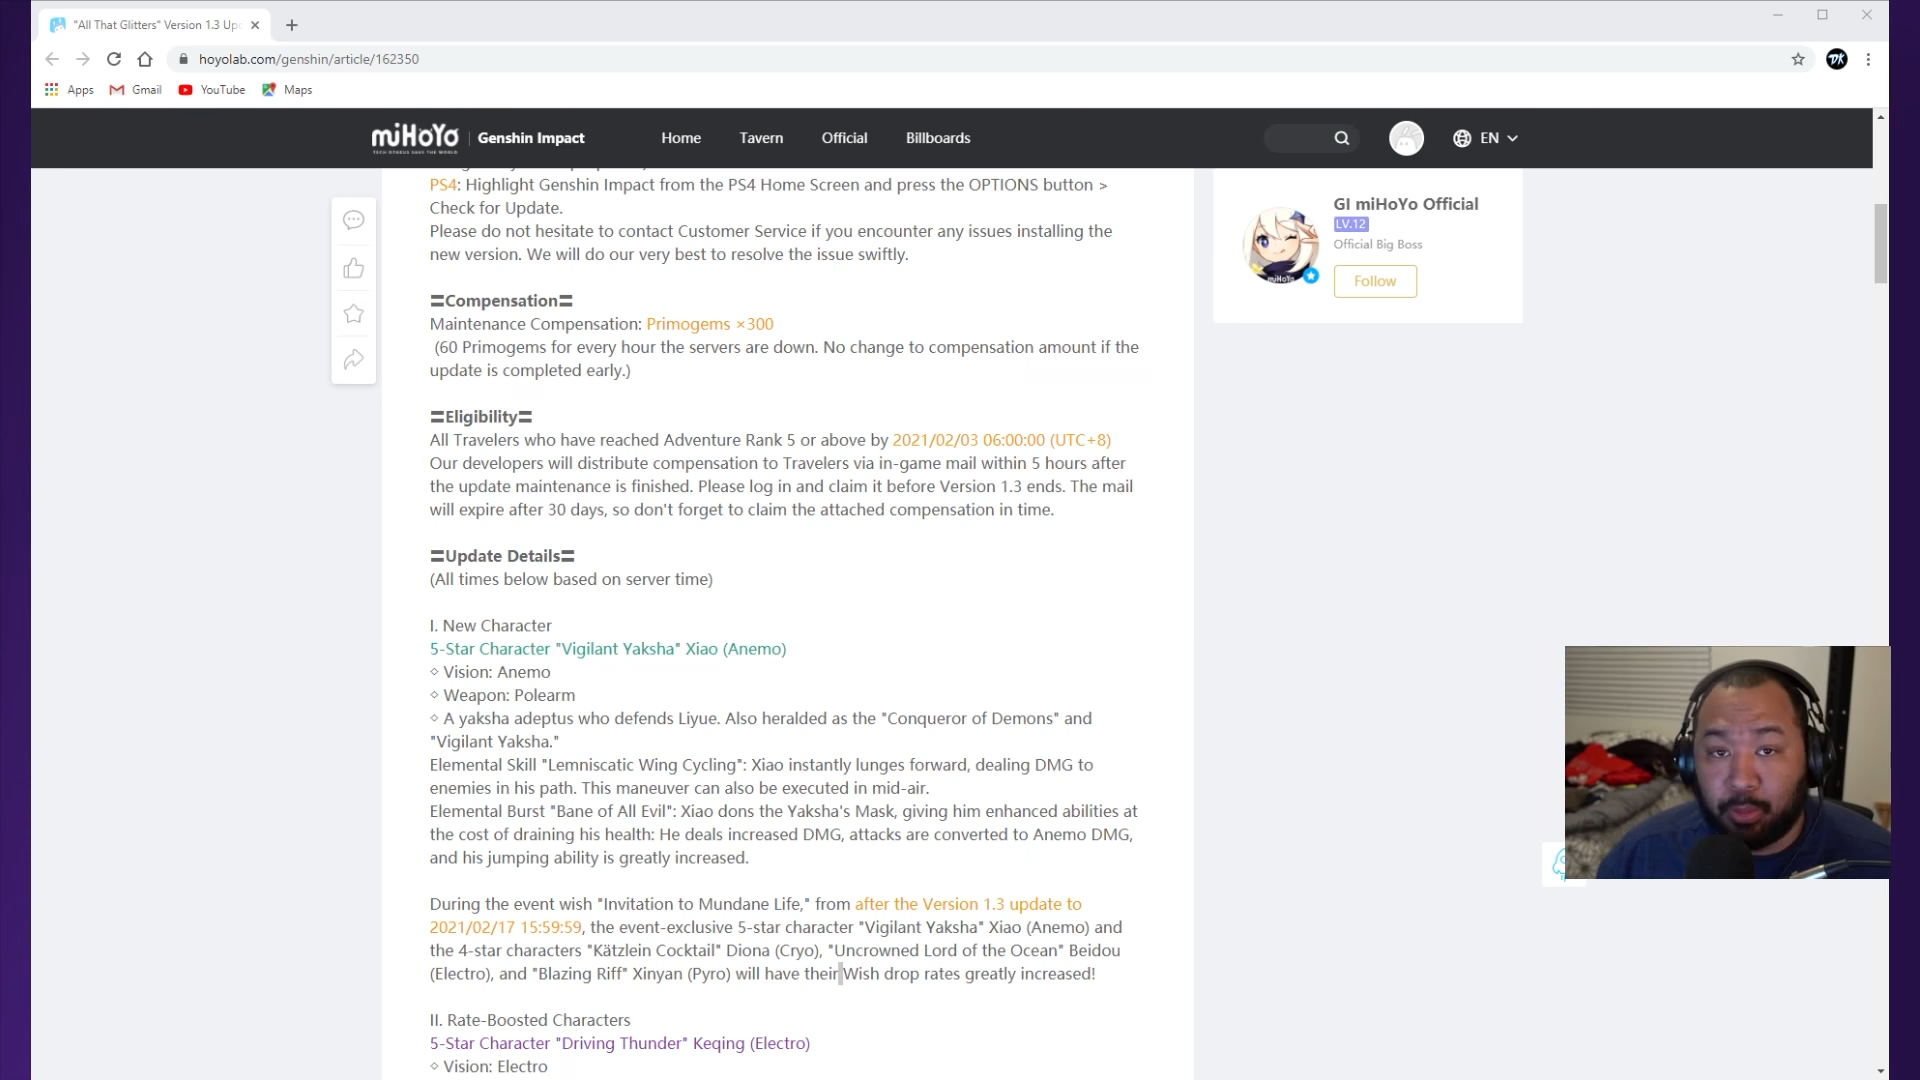 "All That Glitters" Version 1.3 Up
hoyolab.com/genshin/article/162350
Apps Gmail YouTube Maps
miHoYo Genshin Impact Home Tavern Official Billboards EN
TECH OTAKUS SAVE THE WORLD
PS4: Highlight Genshin Impact from the PS4 Home Screen and press the OPTIONS button >
Check for Update.
Please do not hesitate to contact Customer Service if you encounter any issues installing the
new version. We will do our very best to resolve the issue swiftly.
〓Compensation〓
Maintenance Compensation: Primogems ×300
(60 Primogems for every hour the servers are down. No change to compensation amount if the
update is completed early.)
〓Eligibility〓
All Travelers who have reached Adventure Rank 5 or above by 2021/02/03 06:00:00 (UTC+8)
Our developers will distribute compensation to Travelers via in-game mail within 5 hours after
the update maintenance is finished. Please log in and claim it before Version 1.3 ends. The mail
will expire after 30 days, so don't forget to claim the attached compensation in time.
〓Update Details〓
(All times below based on server time)
I. New Character
5-Star Character "Vigilant Yaksha" Xiao (Anemo)
◇ Vision: Anemo
◇ Weapon: Polearm
◇ A yaksha adeptus who defends Liyue. Also heralded as the "Conqueror of Demons" and
"Vigilant Yaksha."
Elemental Skill "Lemniscatic Wing Cycling": Xiao instantly lunges forward, dealing DMG to
enemies in his path. This maneuver can also be executed in mid-air.
Elemental Burst "Bane of All Evil": Xiao dons the Yaksha's Mask, giving him enhanced abilities at
the cost of draining his health: He deals increased DMG, attacks are converted to Anemo DMG,
and his jumping ability is greatly increased.
During the event wish "Invitation to Mundane Life," from after the Version 1.3 update to
2021/02/17 15:59:59, the event-exclusive 5-star character "Vigilant Yaksha" Xiao (Anemo) and
the 4-star characters "Kätzlein Cocktail" Diona (Cryo), "Uncrowned Lord of the Ocean" Beidou
(Electro), and "Blazing Riff" Xinyan (Pyro) will have their Wish drop rates greatly increased!
II. Rate-Boosted Characters
5-Star Character "Driving Thunder" Keqing (Electro)
◇ Vision: Electro
GI miHoYo Official
LV.12
Official Big Boss
Follow
miHoYo